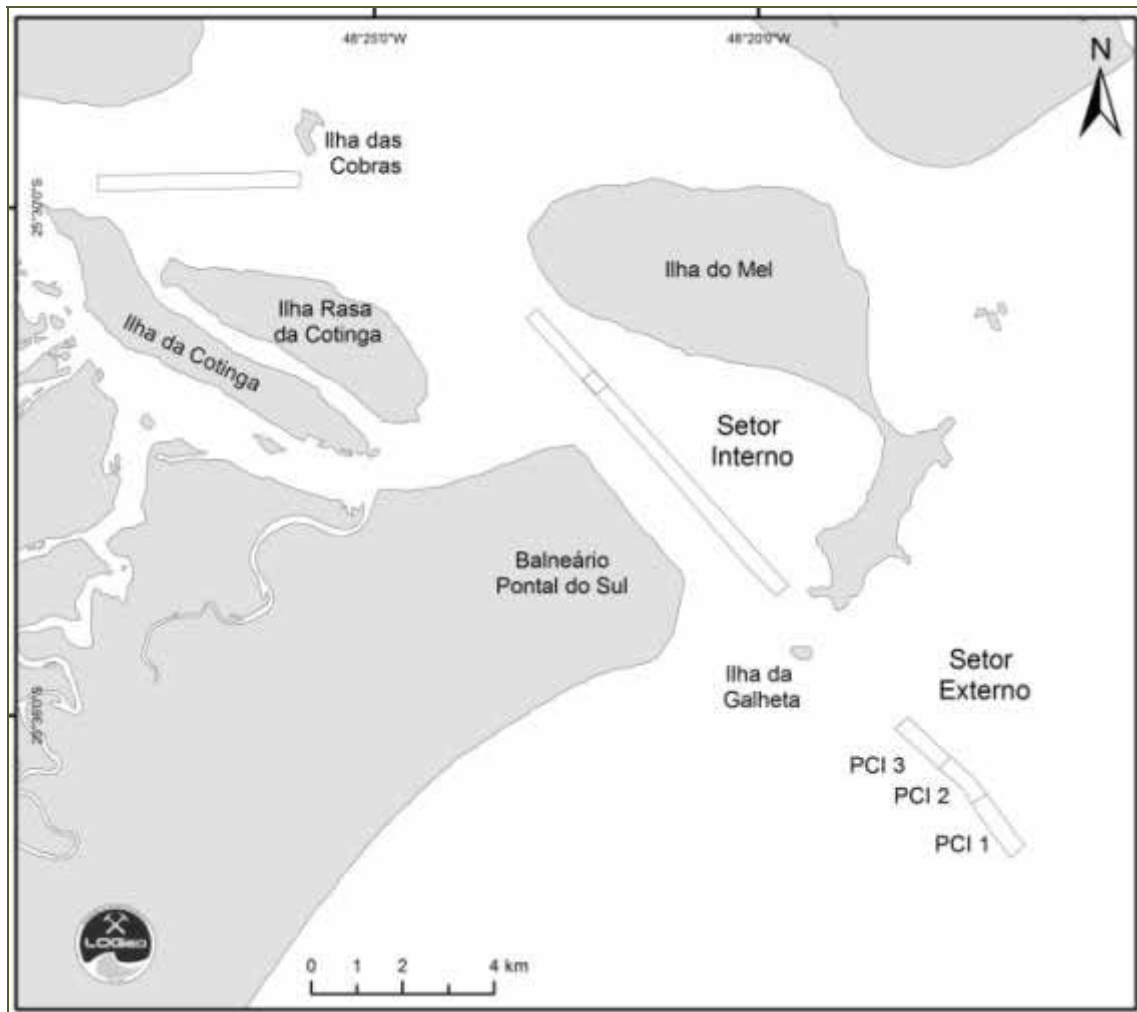 48°25'0"W
48°20'0"W
N
Ilha das
Cobras
25°30'0"S
Ilha do Mel
Ilha Rasa
da Cotinga
Ilha da Cotinga
Setor
Interno
Balneário
Pontal do Sul
Setor
Externo
Ilha da
Galheta
25°36'0"S
PCI 3
PCI 2
PCI 1
LOGeo
0 1 2 4 km